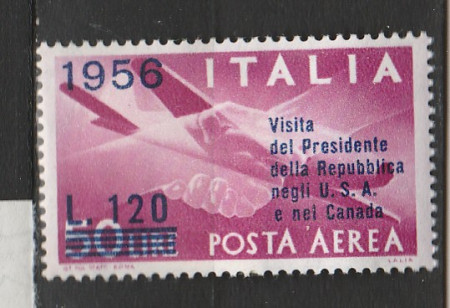 1956 ITALIA
Visita
del Presidente
della Repubblica
negli U.S.A.
e nel Canada
L. 120
50 LIRE
POSTA AEREA